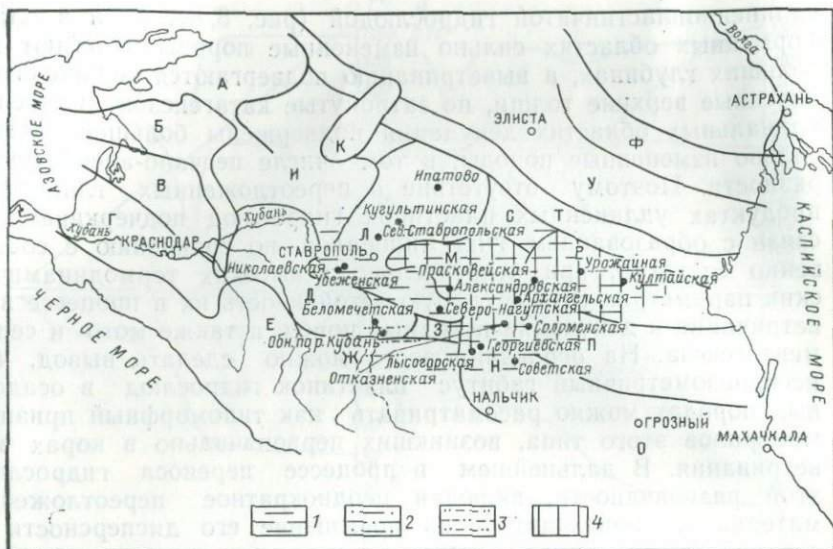 АЗОВСКОЕ МОРЕ
ЧЕРНОЕ МОРЕ
КАСПИЙСКОЕ МОРЕ
Волга
АСТРАХАНЬ
ЭЛИСТА
А
Б
В
И
К
Ф
У
Т
С
Ипатово
Кугультинская
Л
Сев.-Ставропольская
Кубань
Кубань
КРАСНОДАР
СТАВРОПОЛЬ
М
Р
Николаевская
Убеженская
Прасковейская
Урожайная
Александровская
Култайская
Д
Архангельская
Беломечетская
Северо-Нагутская
Е
З
Солрменская
Обн. по р. Кубань
Георгиевская
П
Ж
Лысогорская
Н
Советская
Отказненская
НАЛЬЧИК
ГРОЗНЫЙ
О
МАХАЧКАЛА
1
2
3
4